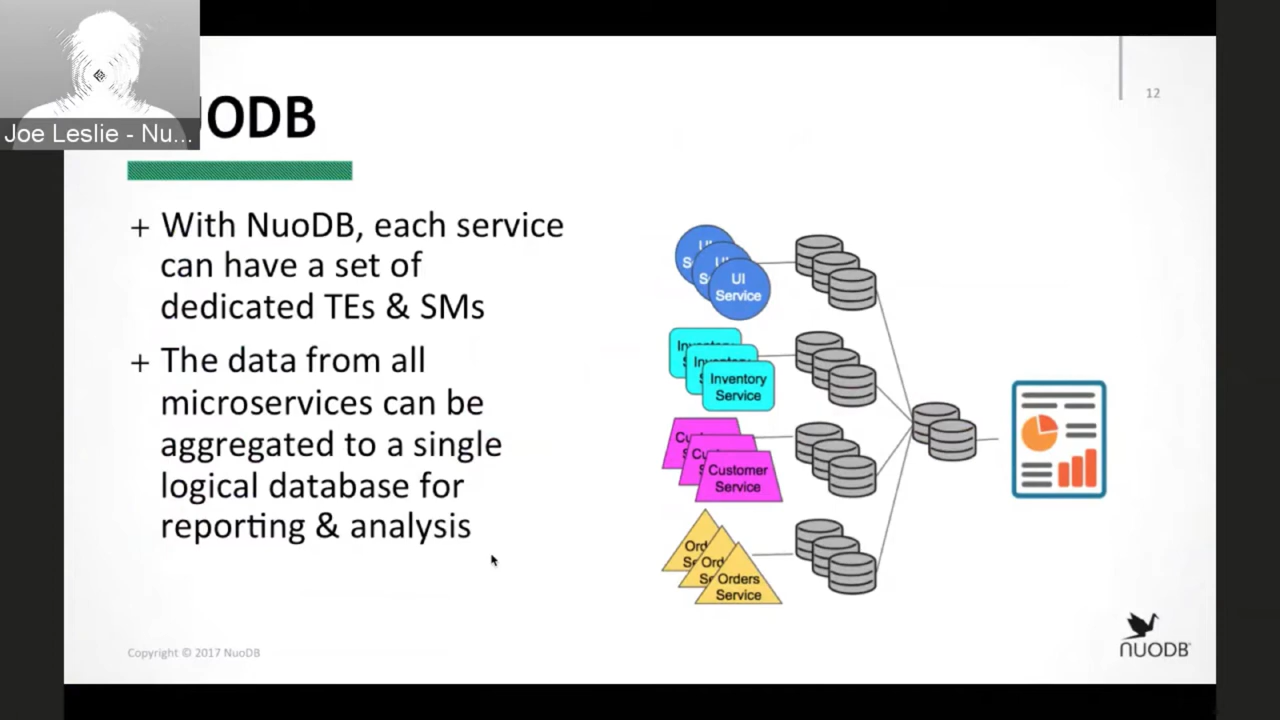 Joe Leslie - Nu...
UODB
12
+ With NuoDB, each service
can have a set of
dedicated TEs & SMs
+ The data from all
microservices can be
aggregated to a single
logical database for
reporting & analysis
UI
Service
Inventory
Service
Customer
Service
Orders
Service
Copyright © 2017 NuoDB
NUODB